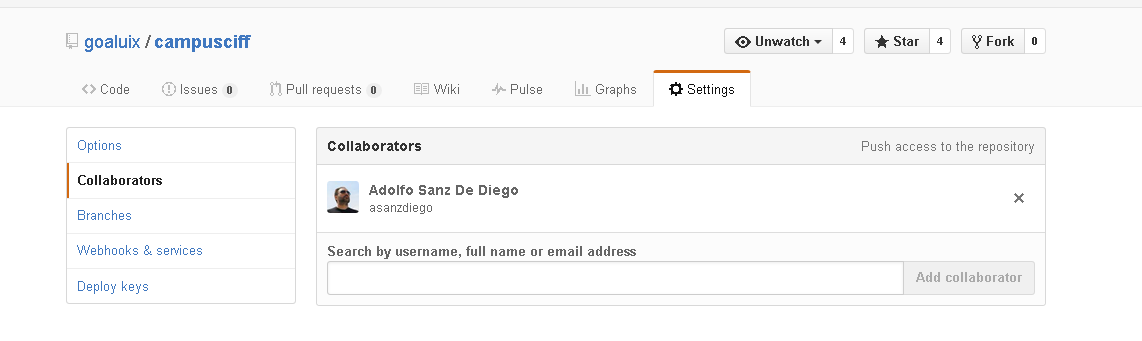 goaluix / campusciff
Unwatch 4 Star 4 Fork 0
Code Issues 0 Pull requests 0 Wiki Pulse Graphs Settings
Options
Collaborators
Branches
Webhooks & services
Deploy keys
Collaborators Push access to the repository
Adolfo Sanz De Diego
asanzdiego
Search by username, full name or email address
Add collaborator